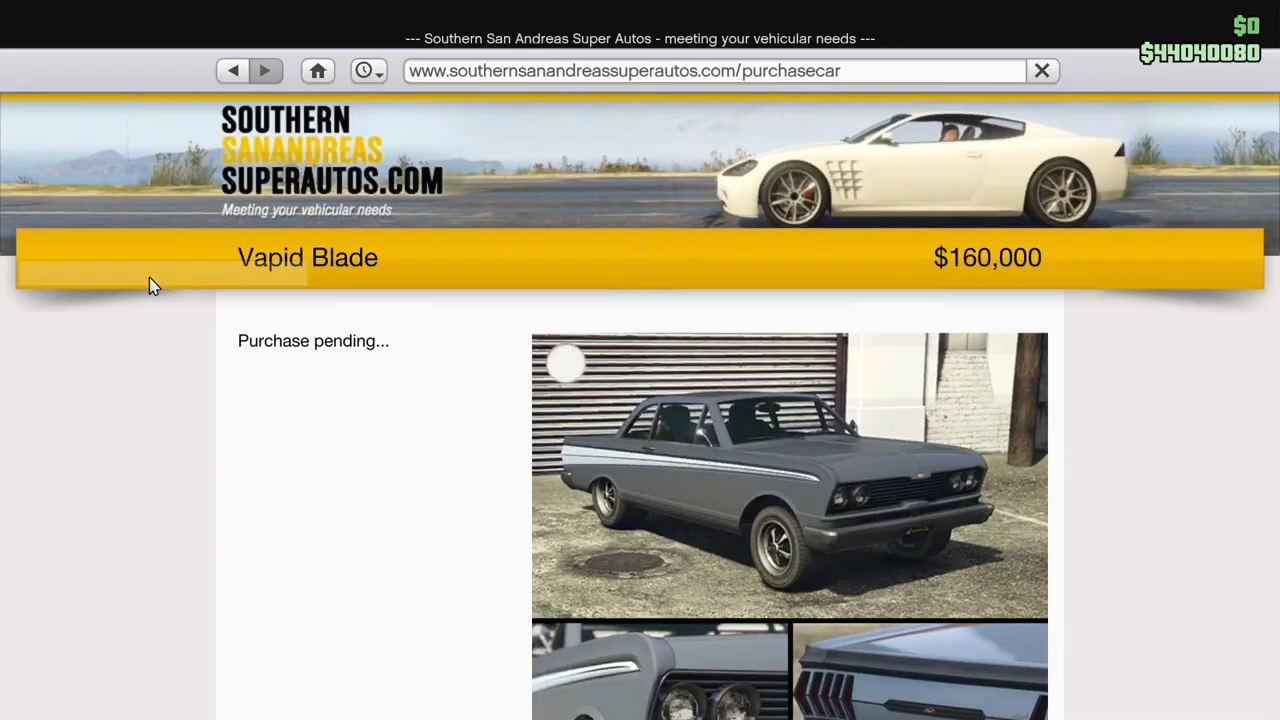 $0
--- Southern San Andreas Super Autos - meeting your vehicular needs ---
$44040080
www.southernsanandreassuperautos.com/purchasecar
SOUTHERN
SANANDREAS
SUPERAUTOS.COM
Meeting your vehicular needs
Vapid Blade
$160,000
Purchase pending...